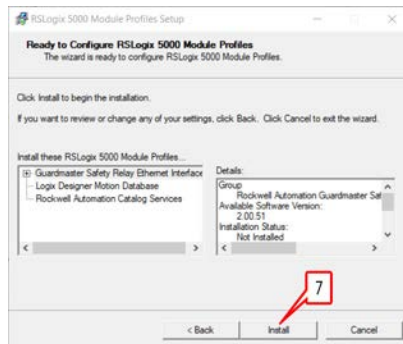 RSLogix 5000 Module Profiles Setup
Ready to Configure RSLogix 5000 Module Profiles
The wizard is ready to configure RSLogix 5000 Module Profiles.
Click Install to begin the installation.
If you want to review or change any of your settings, click Back. Click Cancel to exit the wizard.
Install these RSLogix 5000 Module Profiles...
Guardmaster Safety Relay Ethernet Interface
Logix Designer Motion Database
Rockwell Automation Catalog Services
Details:
Group
Rockwell Automation Guardmaster Saf
Available Software Version:
2.00.51
Installation Status:
Not Installed
7
< Back
Install
Cancel